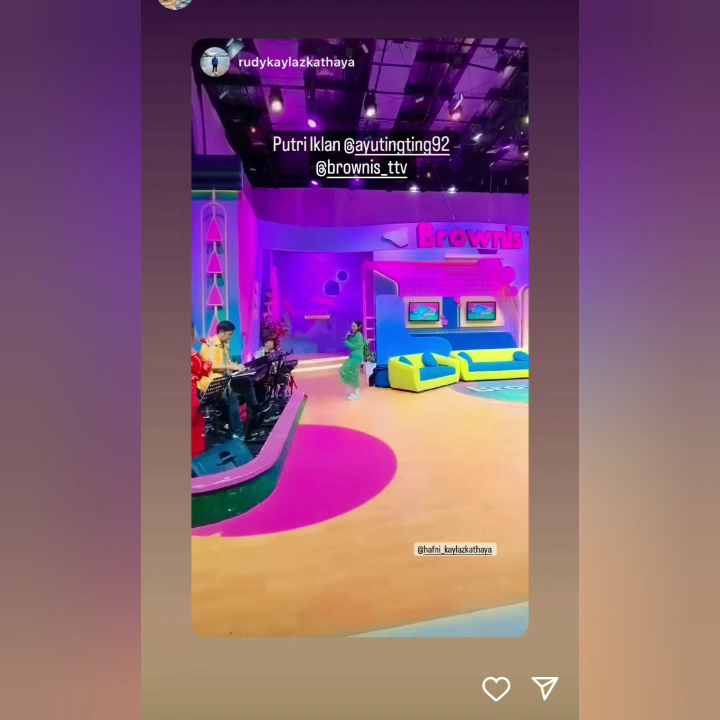 rudykaylazkathaya
Putri Iklan @ayutingting92
@brownis_ttv
Brownis
@hafni_kaylazkathaya